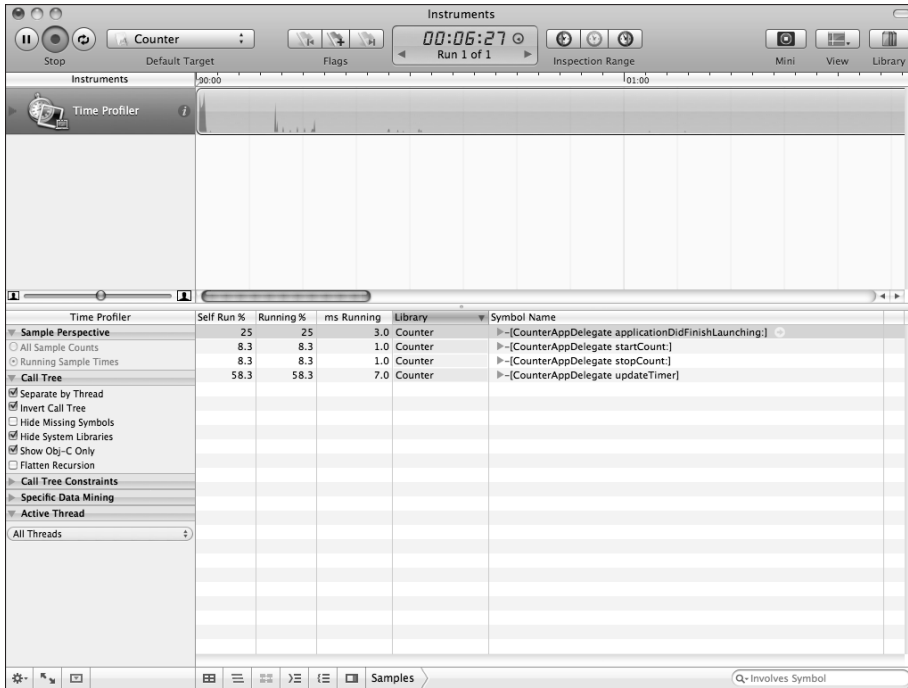 Instruments
Counter
00:06:27
Run 1 of 1
Stop
Default Target
Flags
Inspection Range
Mini
View
Library
Instruments
00:00
01:00
Time Profiler
Time Profiler
Self Run %
Running %
ms Running
Library
Symbol Name
Sample Perspective
All Sample Counts
Running Sample Times
Call Tree
Separate by Thread
Invert Call Tree
Hide Missing Symbols
Hide System Libraries
Show Obj-C Only
Flatten Recursion
Call Tree Constraints
Specific Data Mining
Active Thread
All Threads
25 25 3.0 Counter -[CounterAppDelegate applicationDidFinishLaunching:]
8.3 8.3 1.0 Counter -[CounterAppDelegate startCount:]
8.3 8.3 1.0 Counter -[CounterAppDelegate stopCount:]
58.3 58.3 7.0 Counter -[CounterAppDelegate updateTimer]
Samples
Involves Symbol